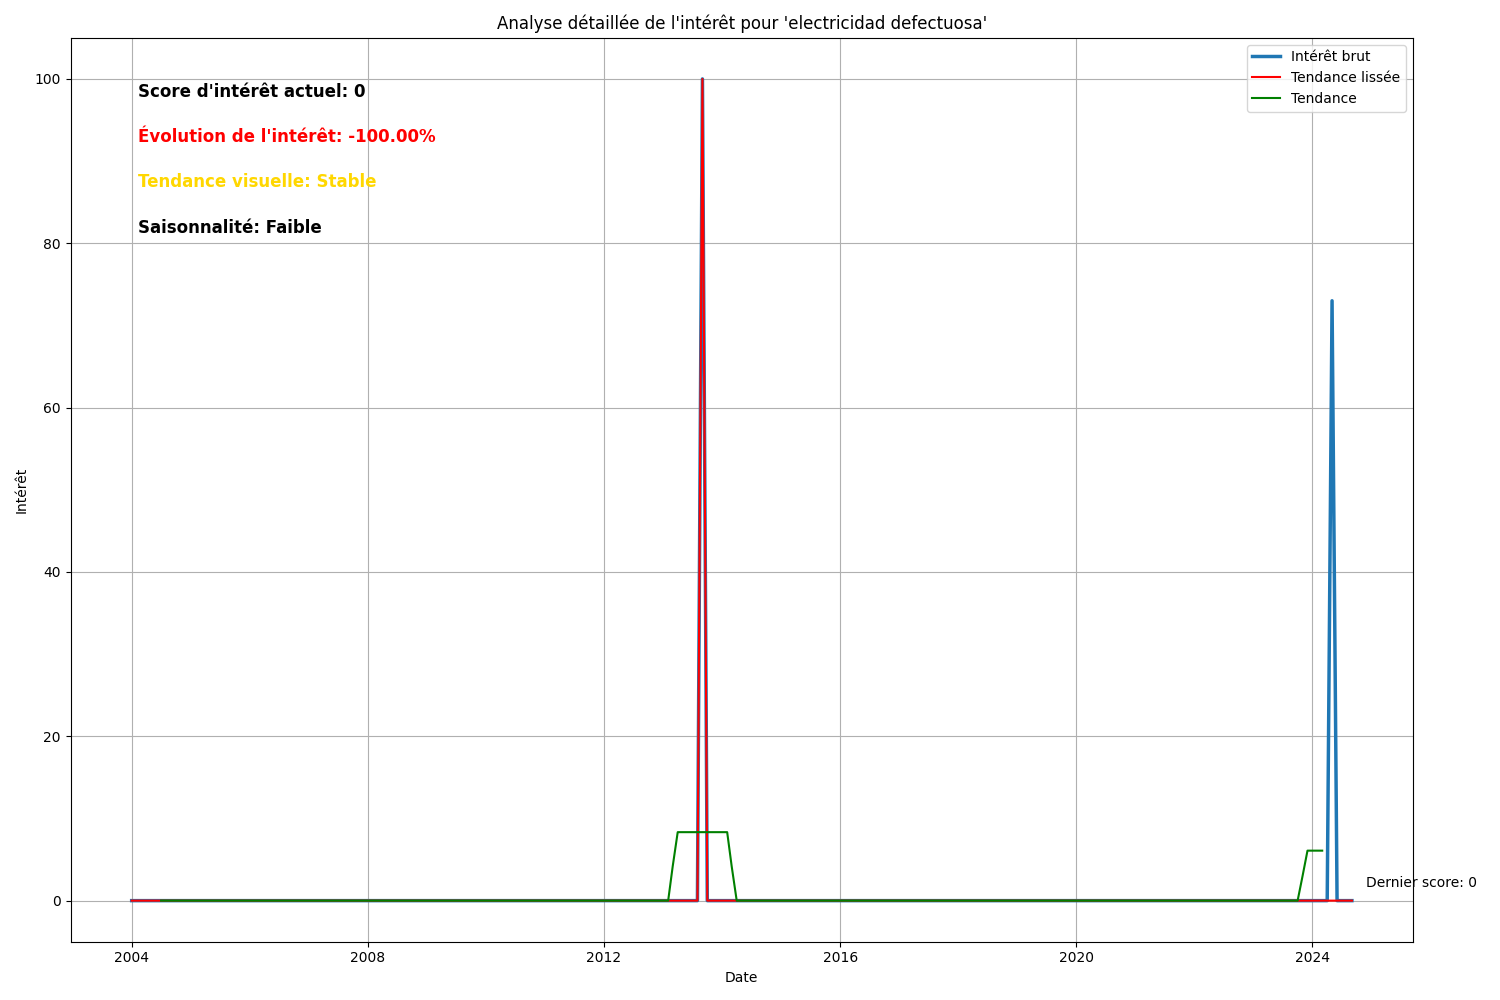 Analyse détaillée de l'intérêt pour 'electricidad defectuosa'
Intérêt brut
Tendance lissée
Tendance
Score d'intérêt actuel: 0
Évolution de l'intérêt: -100.00%
Tendance visuelle: Stable
Saisonnalité: Faible
100
80
60
40
20
0
Intérêt
Dernier score: 0
2004
2008
2012
2016
2020
2024
Date